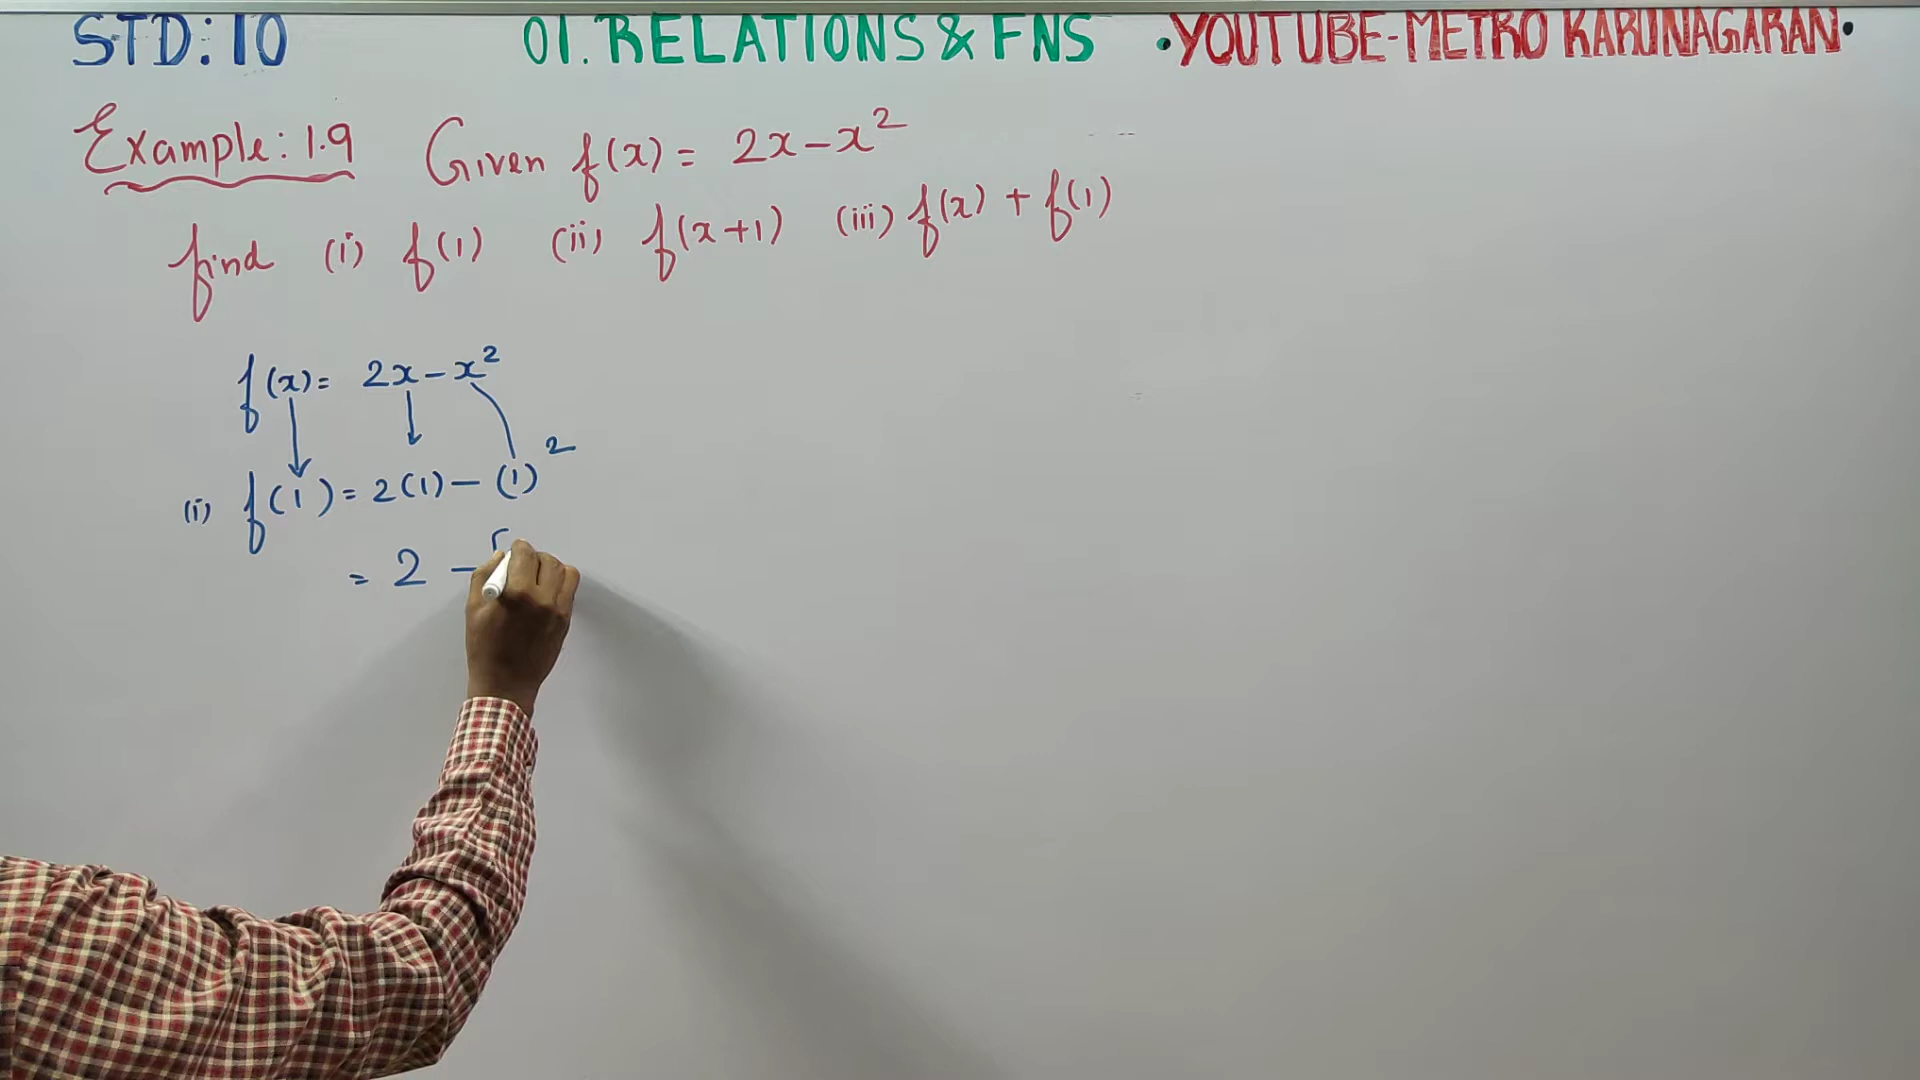 STD:10 01. RELATIONS & FNS •YOUTUBE-METRO KARUNAGARAN•
Example: 1.9 Given f(x) = 2x-x²
find (i) f(1) (ii) f(x+1) (iii) f(x) + f(1)
f(x) = 2x-x²
(i) f(1) = 2(1) - (1)²
= 2 -